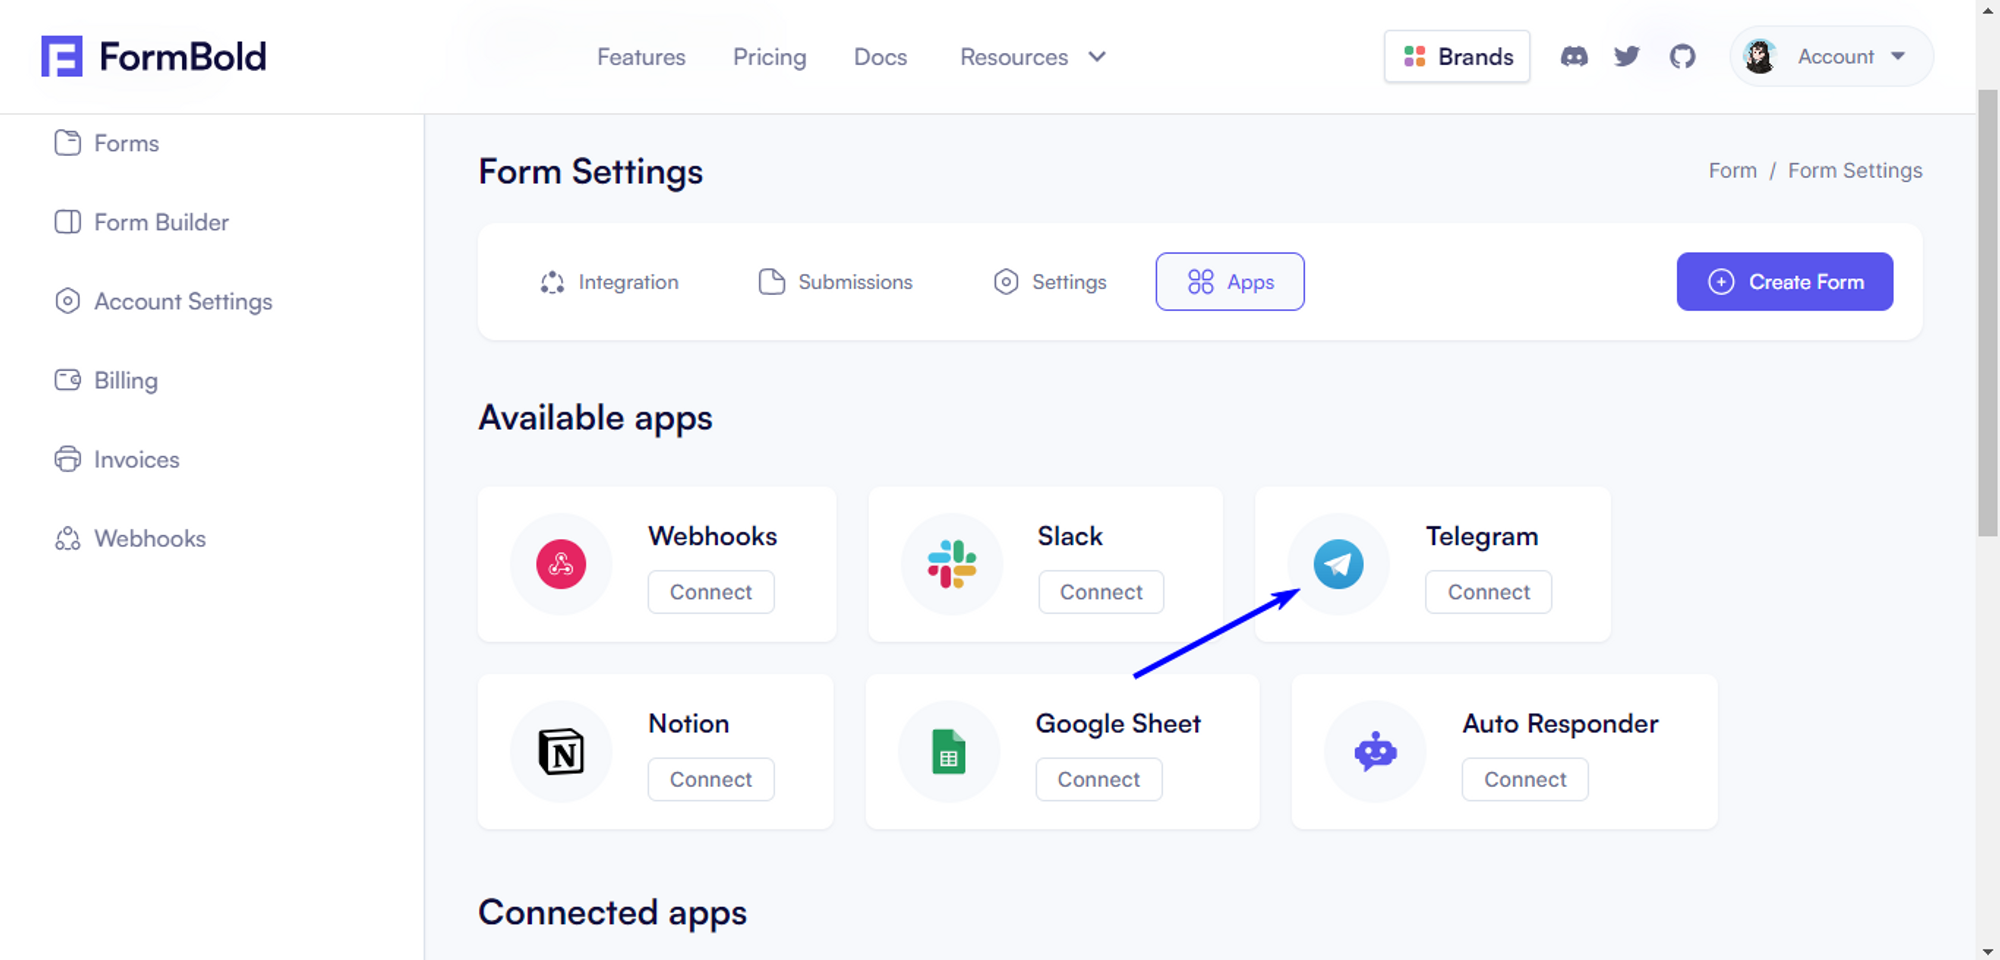 FormBold
Features Pricing Docs Resources
Brands
Account
Forms
Form Builder
Account Settings
Billing
Invoices
Webhooks
Form Settings
Form / Form Settings
Integration Submissions Settings Apps
Create Form
Available apps
Webhooks
Connect
Slack
Connect
Telegram
Connect
Notion
Connect
Google Sheet
Connect
Auto Responder
Connect
Connected apps